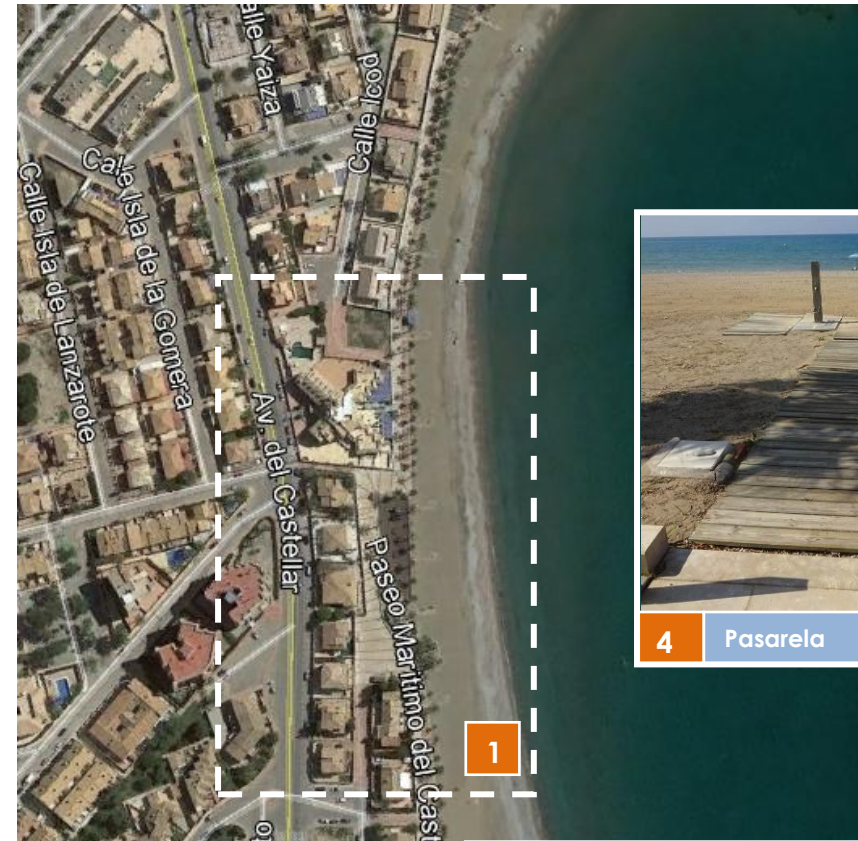 alle Yaiza
Calle Icod
Calle Isla de la Gomera
Calle Isla de Lanzarote
Av. del Castellar
Paseo Marítimo del Cast
1
4 Pasarela